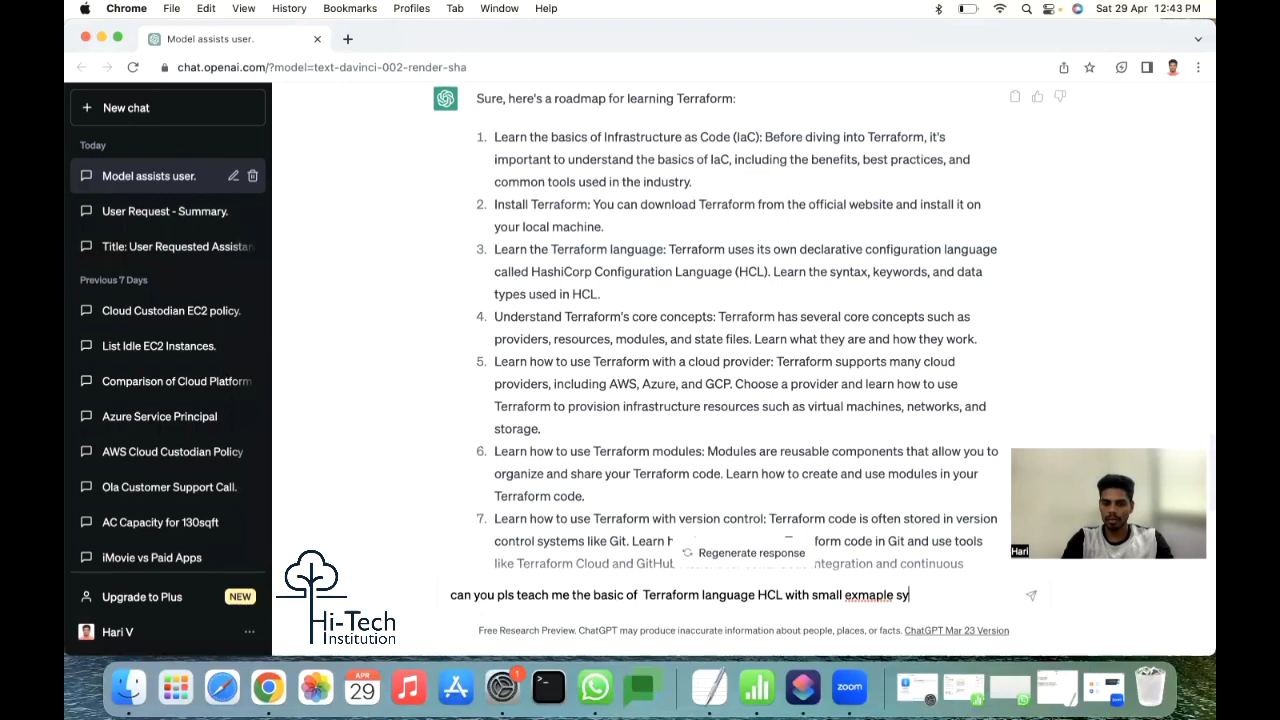 Chrome File Edit View History Bookmarks Profiles Tab Window Help
Sat 29 Apr 12:43 PM
Model assists user.
chat.openai.com/?model=text-davinci-002-render-sha
New chat
Today
Model assists user.
User Request - Summary.
Title: User Requested Assistan
Previous 7 Days
Cloud Custodian EC2 policy.
List Idle EC2 Instances.
Comparison of Cloud Platform
Azure Service Principal
AWS Cloud Custodian Policy
Ola Customer Support Call.
AC Capacity for 130sqft
iMovie vs Paid Apps
Upgrade to Plus NEW
Hari V
Sure, here's a roadmap for learning Terraform:
1. Learn the basics of Infrastructure as Code (IaC): Before diving into Terraform, it's
important to understand the basics of IaC, including the benefits, best practices, and
common tools used in the industry.
2. Install Terraform: You can download Terraform from the official website and install it on
your local machine.
3. Learn the Terraform language: Terraform uses its own declarative configuration language
called HashiCorp Configuration Language (HCL). Learn the syntax, keywords, and data
types used in HCL.
4. Understand Terraform's core concepts: Terraform has several core concepts such as
providers, resources, modules, and state files. Learn what they are and how they work.
5. Learn how to use Terraform with a cloud provider: Terraform supports many cloud
providers, including AWS, Azure, and GCP. Choose a provider and learn how to use
Terraform to provision infrastructure resources such as virtual machines, networks, and
storage.
6. Learn how to use Terraform modules: Modules are reusable components that allow you to
organize and share your Terraform code. Learn how to create and use modules in your
Terraform code.
7. Learn how to use Terraform with version control: Terraform code is often stored in version
control systems like Git. Learn form code in Git and use tools
like Terraform Cloud and GitHub integration and continuous
Regenerate response
can you pls teach me the basic of Terraform language HCL with small exmaple sy
Free Research Preview. ChatGPT may produce inaccurate information about people, places, or facts. ChatGPT Mar 23 Version
Hari
Hi-Tech
Institution
APR
29
1
zoom